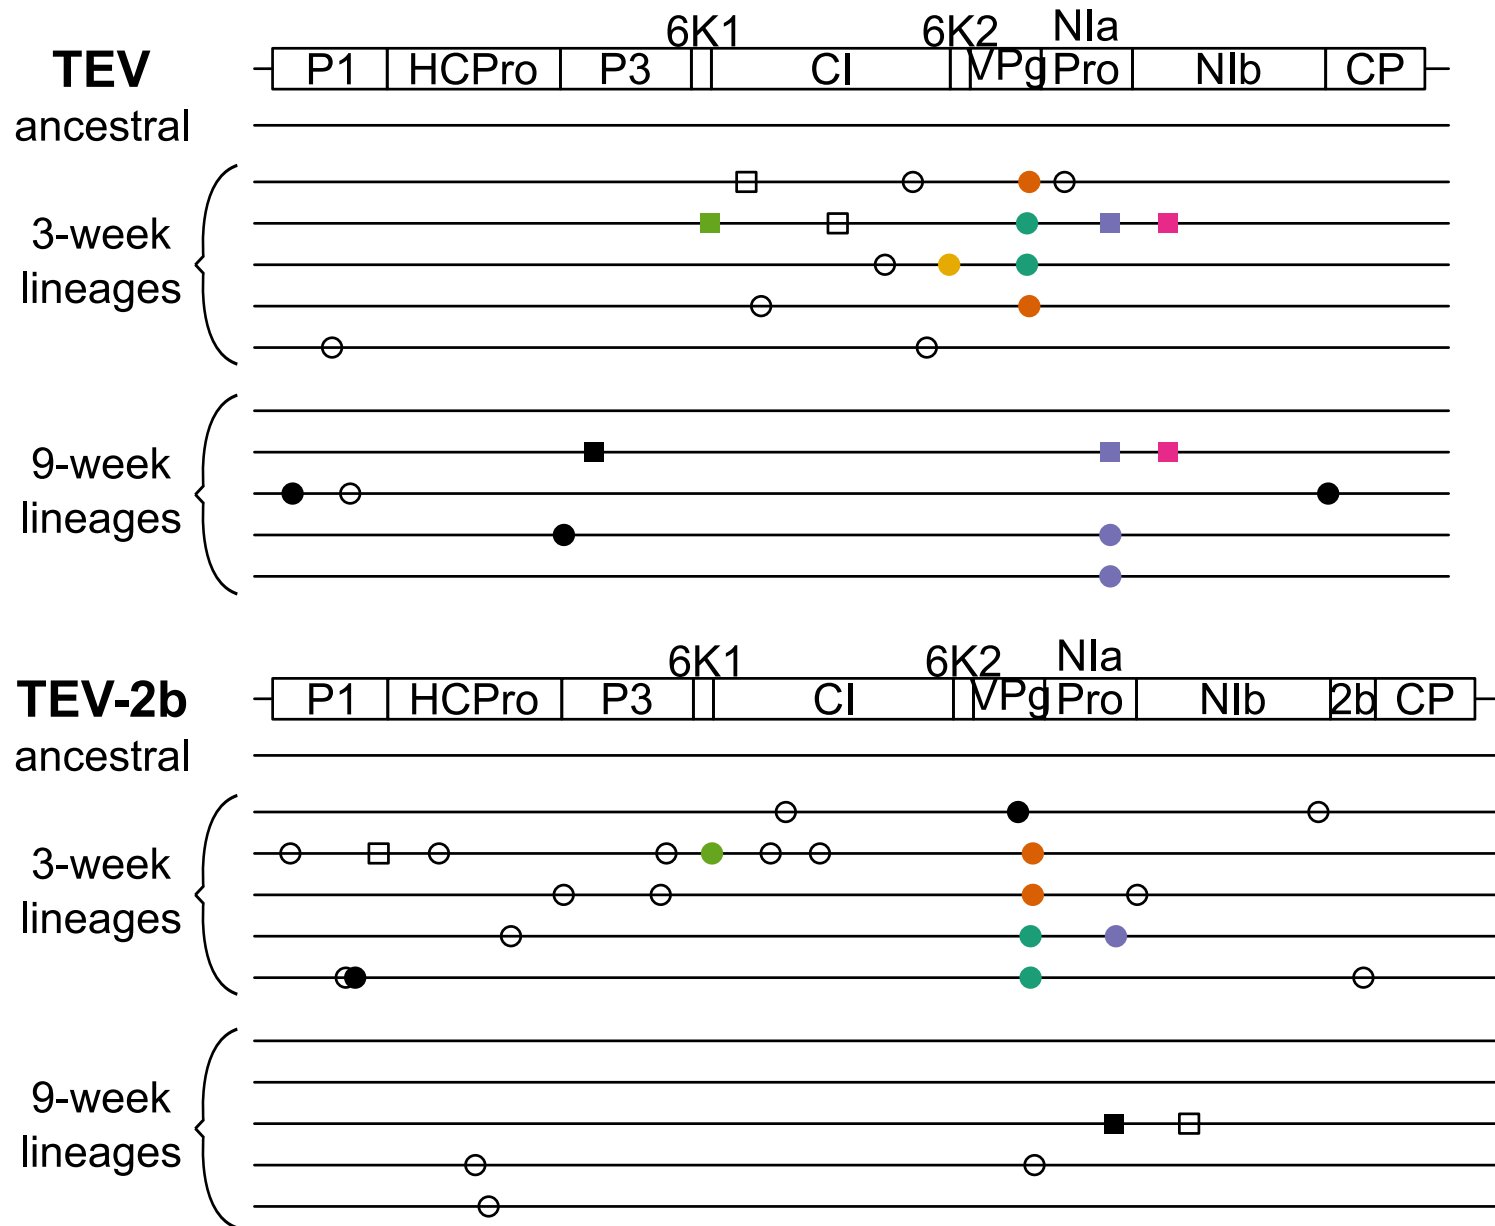 6K1 6K2 NIa
TEV P1 HCPro P3 CI VPg Pro NIb CP
ancestral
3-week
lineages
9-week
lineages
6K1 6K2 NIa
TEV-2b P1 HCPro P3 CI VPg Pro NIb 2b CP
ancestral
3-week
lineages
9-week
lineages